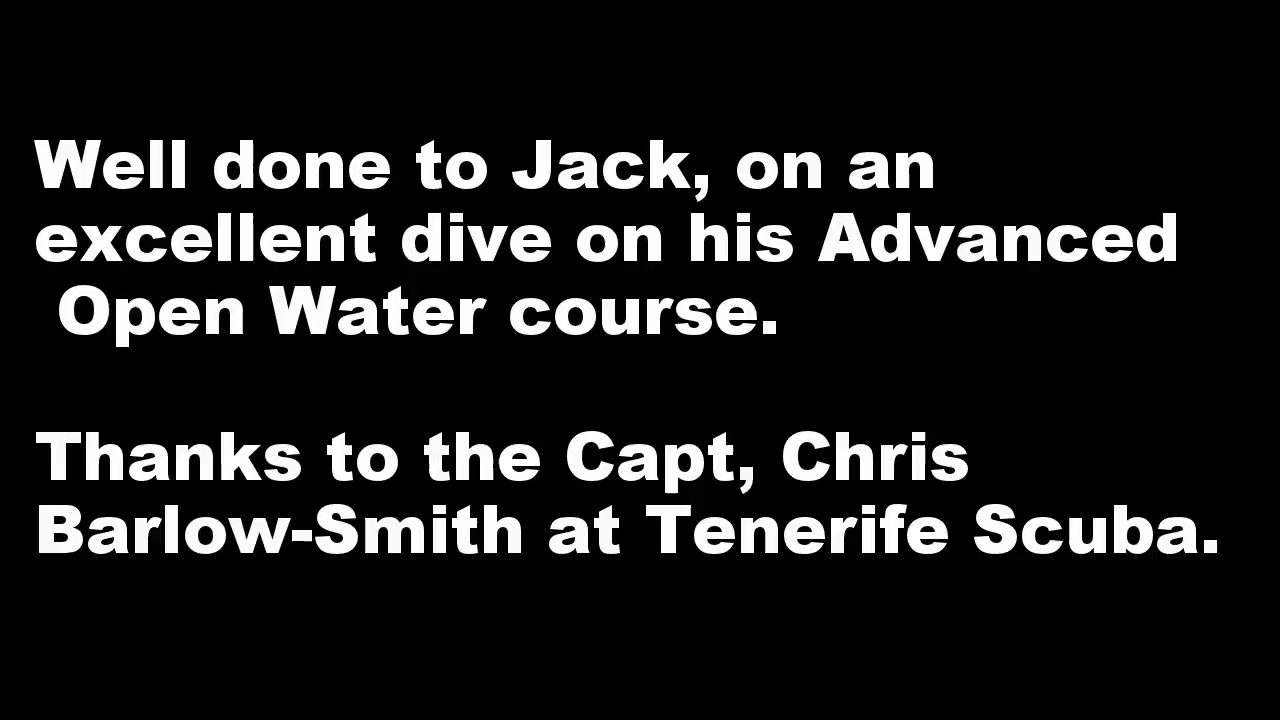 Well done to Jack, on an
excellent dive on his Advanced
Open Water course.
Thanks to the Capt, Chris
Barlow-Smith at Tenerife Scuba.